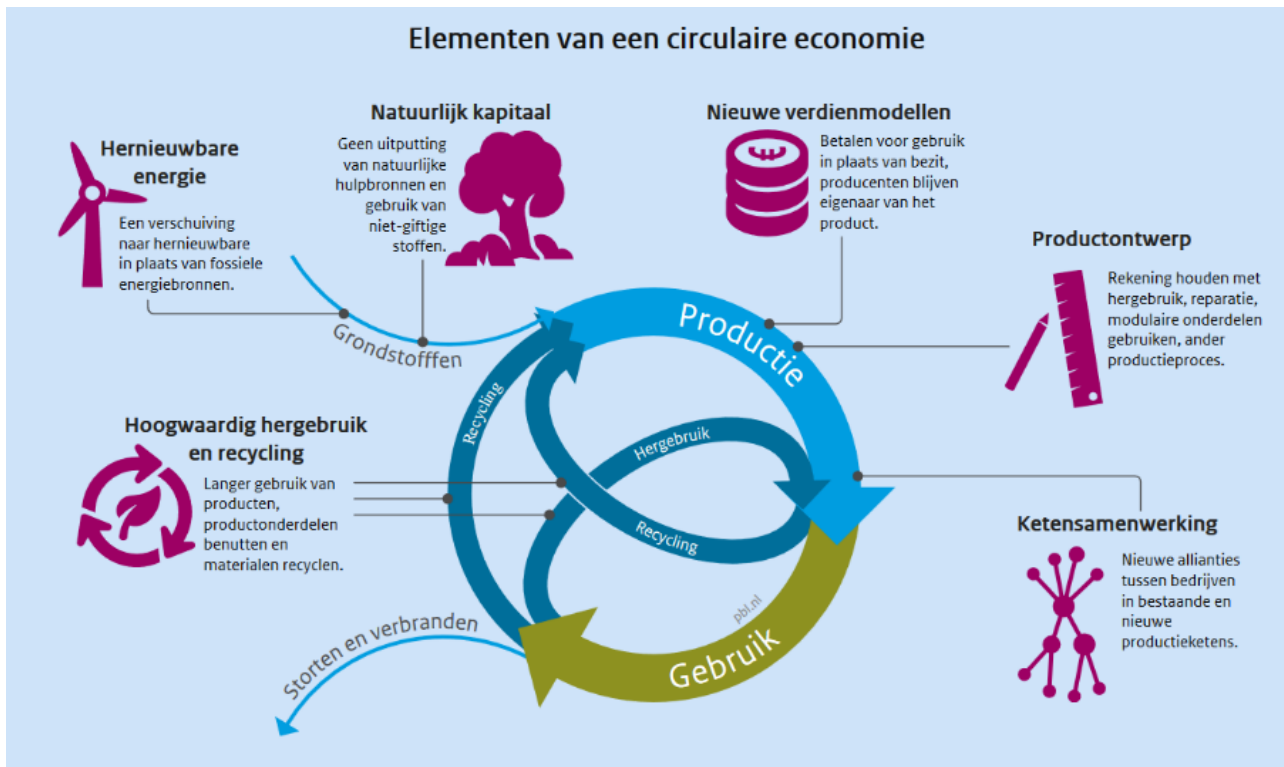 Elementen van een circulaire economie
Hernieuwbare
energie
Een verschuiving
naar hernieuwbare
in plaats van fossiele
energiebronnen.
Natuurlijk kapitaal
Geen uitputting
van natuurlijke
hulpbronnen en
gebruik van
niet-giftige
stoffen.
Nieuwe verdienmodellen
Betalen voor gebruik
in plaats van bezit,
producenten blijven
eigenaar van het
product.
Productontwerp
Rekening houden met
hergebruik, reparatie,
modulaire onderdelen
gebruiken, ander
productieproces.
Grondstofffen
Productie
Recycling
Hergebruik
Recycling
Hoogwaardig hergebruik
en recycling
Langer gebruik van
producten,
productonderdelen
benutten en
materialen recyclen.
Ketensamenwerking
Nieuwe allianties
tussen bedrijven
in bestaande en
nieuwe
productieketens.
pbl.nl
Gebruik
Storten en verbranden